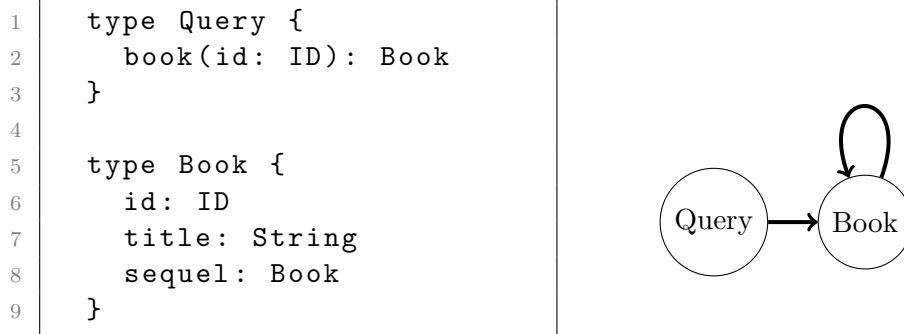 1 type Query {
2 book(id: ID): Book
3 }
4
5 type Book {
6 id: ID
7 title: String
8 sequel: Book
9 }
Query
Book